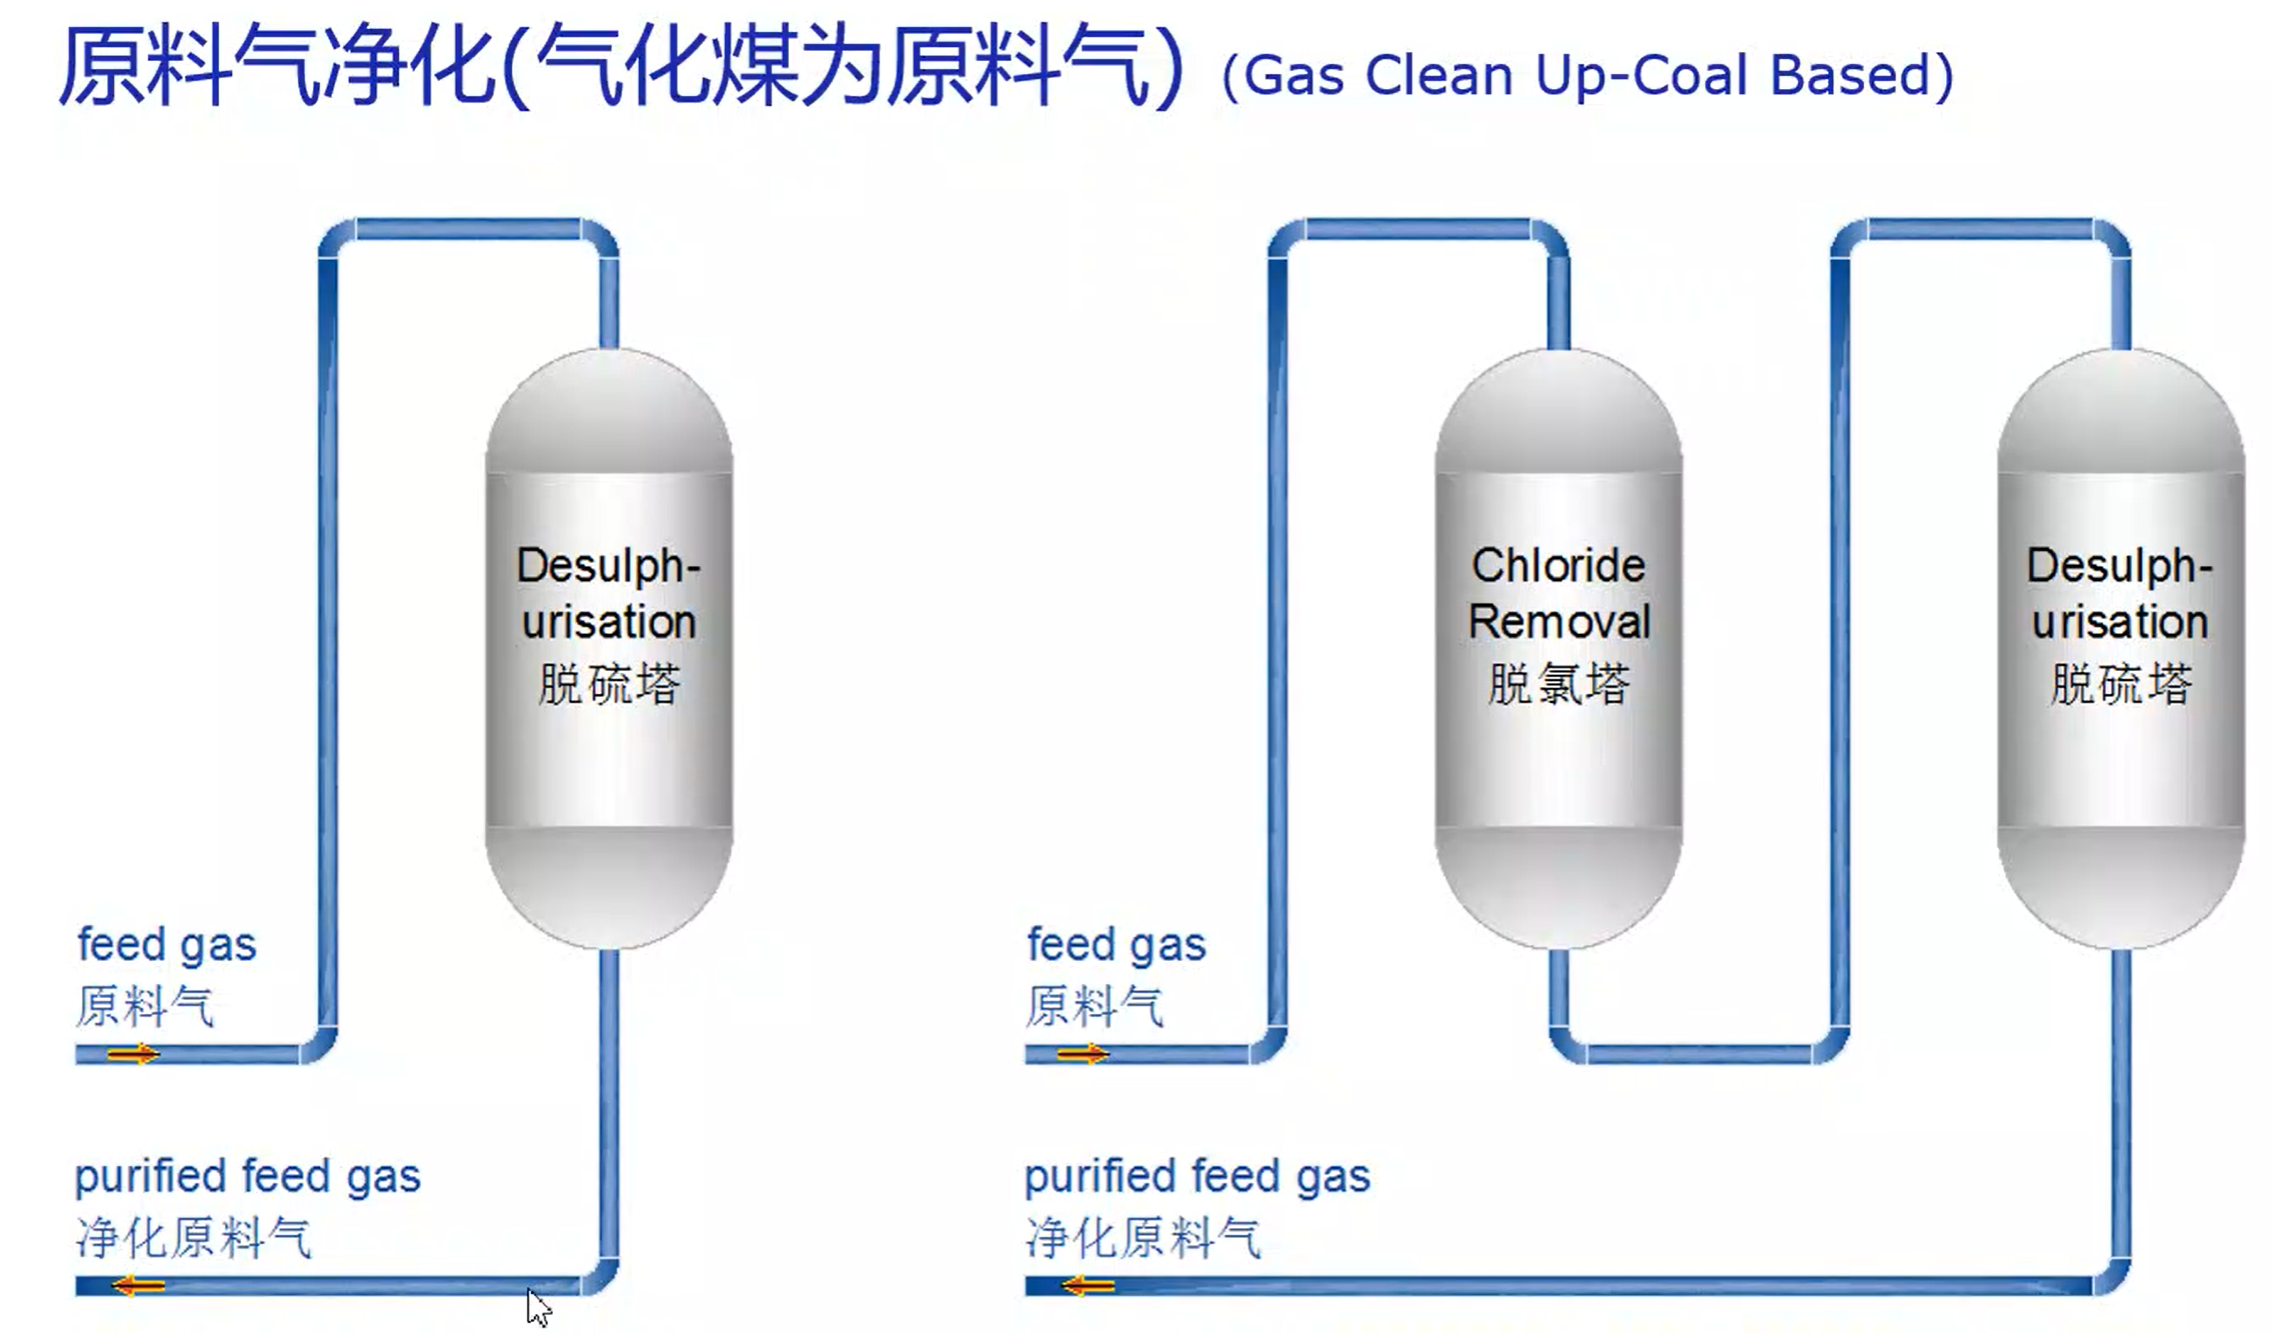 原料气净化(气化煤为原料气) (Gas Clean Up-Coal Based)
Desulph-
urisation
脱硫塔
feed gas
原料气
purified feed gas
净化原料气
Chloride
Removal
脱氯塔
Desulph-
urisation
脱硫塔
feed gas
原料气
purified feed gas
净化原料气